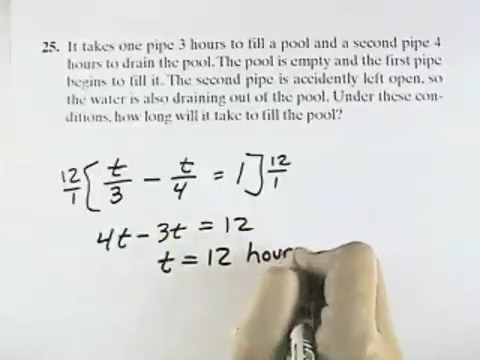 25. It takes one pipe 3 hours to fill a pool and a second pipe 4
hours to drain the pool. The pool is empty and the first pipe
begins to fill it. The second pipe is accidently left open, so
the water is also draining out of the pool. Under these con-
ditions, how long will it take to fill the pool?
12/1 [ t/3 − t/4 = 1 ] 12/1
4t − 3t = 12
t = 12 hour